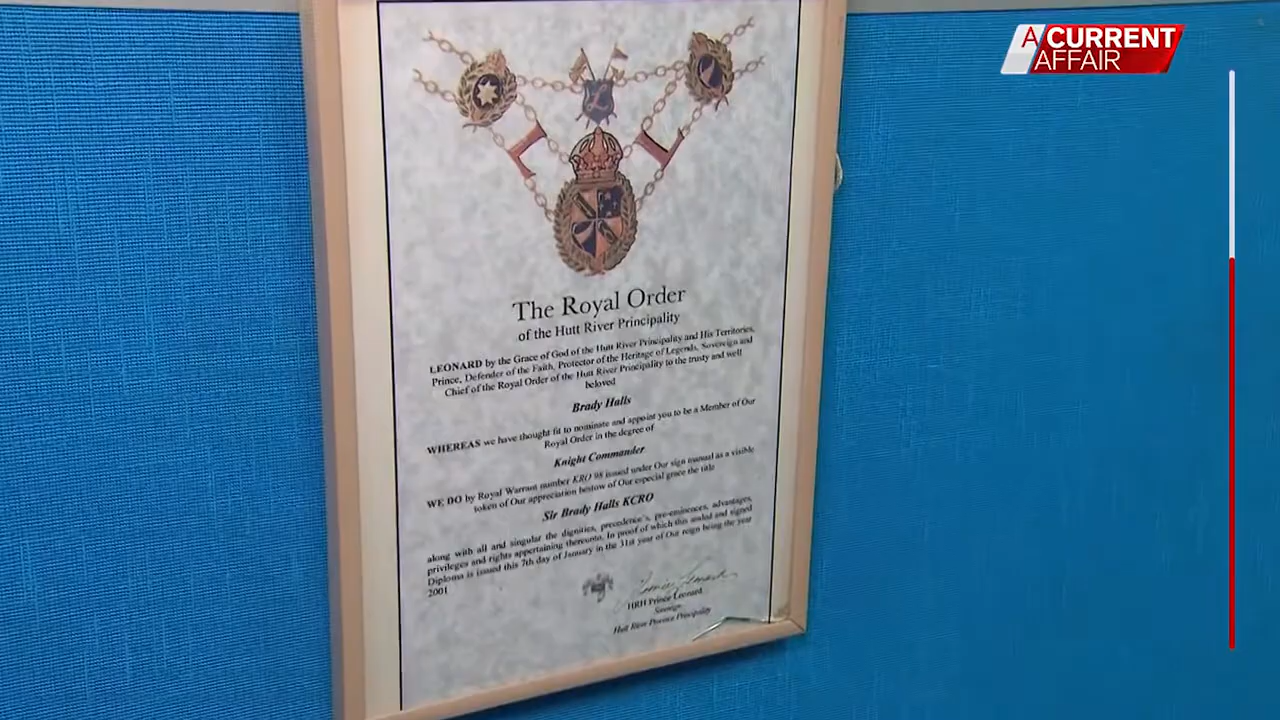 A CURRENT
AFFAIR
The Royal Order
of the Hutt River Principality
LEONARD by the Grace of God of the Hutt River Principality and His Territories,
Prince, Defender of the Faith, Protector of the Heritage of Legends, Sovereign and
Chief of the Royal Order of the Hutt River Principality to the trusty and well
beloved
Brady Halls
WHEREAS we have thought fit to nominate and appoint you to be a Member of Our
Royal Order in the degree of
Knight Commander
WE DO by Royal Warrant number KRO 98 issued under Our sign manual as a visible
token of Our appreciation bestow of Our especial grace the title
Sir Brady Halls KCRO
along with all and singular the dignities, precedence's, pre-eminences, advantages,
privileges and rights appertaining thereunto. In proof of which this sealed and signed
Diploma is issued this 7th day of January in the 31st year of Our reign being the year
2001
HRH Prince Leonard
Sovereign
Hutt River Province Principality